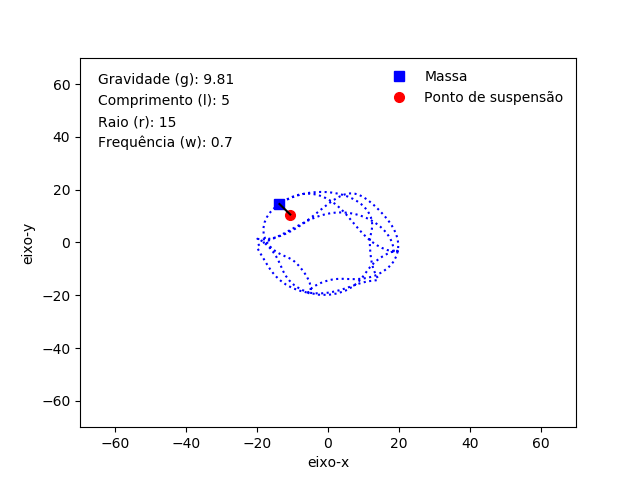 Gravidade (g): 9.81
Comprimento (l): 5
Raio (r): 15
Frequência (w): 0.7
Massa
Ponto de suspensão
60
40
20
0
−20
−40
−60
eixo-y
−60 −40 −20 0 20 40 60
eixo-x